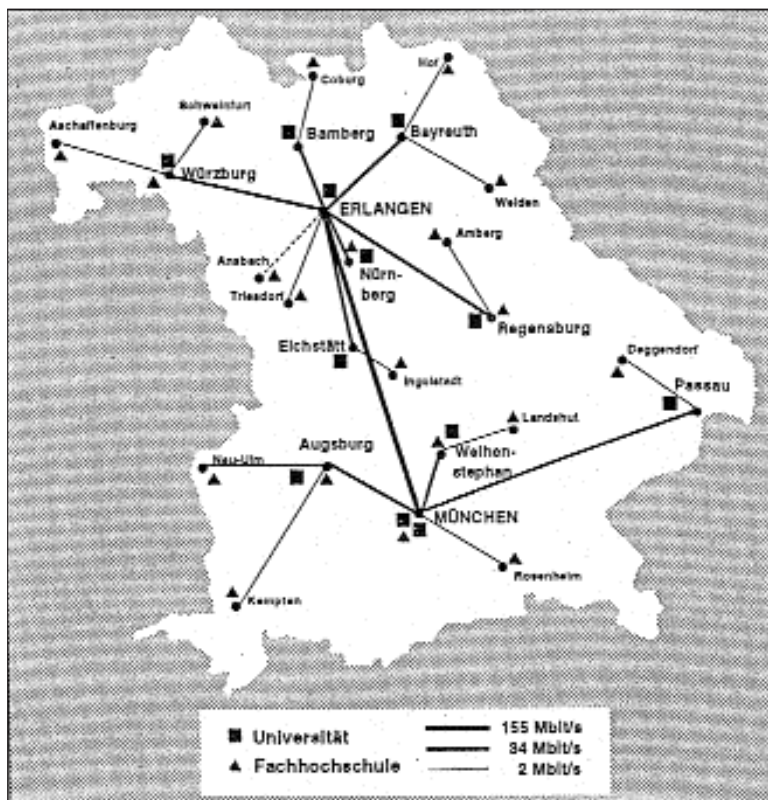 Hof
Coburg
Schweinfurt
Aschaffenburg
Bamberg
Bayreuth
Würzburg
Weiden
ERLANGEN
Amberg
Ansbach
Nürn-
berg
Triesdorf
Regensburg
Eichstätt
Deggendorf
Ingolstadt
Passau
Landshut
Augsburg
Weihen-
stephan
Neu-Ulm
MÜNCHEN
Rosenheim
Kempten
Universität
155 Mbit/s
34 Mbit/s
Fachhochschule
2 Mbit/s